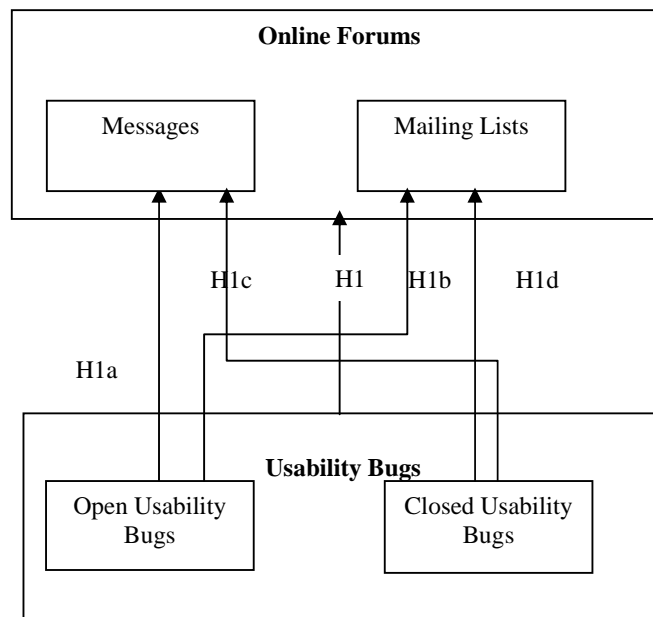 Online Forums
Messages
Mailing Lists
H1c
H1
H1b
H1d
H1a
Usability Bugs
Open Usability
Bugs
Closed Usability
Bugs